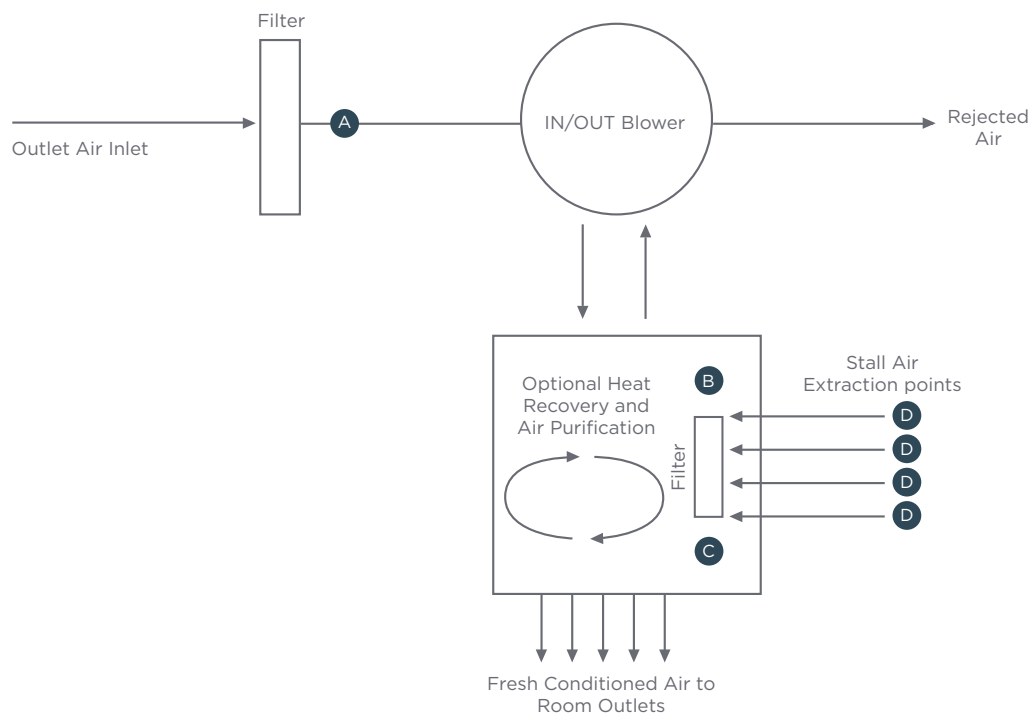 Filter
Outlet Air Inlet
A
IN/OUT Blower
Rejected
Air
Optional Heat
Recovery and
Air Purification
B
Filter
C
Stall Air
Extraction points
D
D
D
D
Fresh Conditioned Air to
Room Outlets